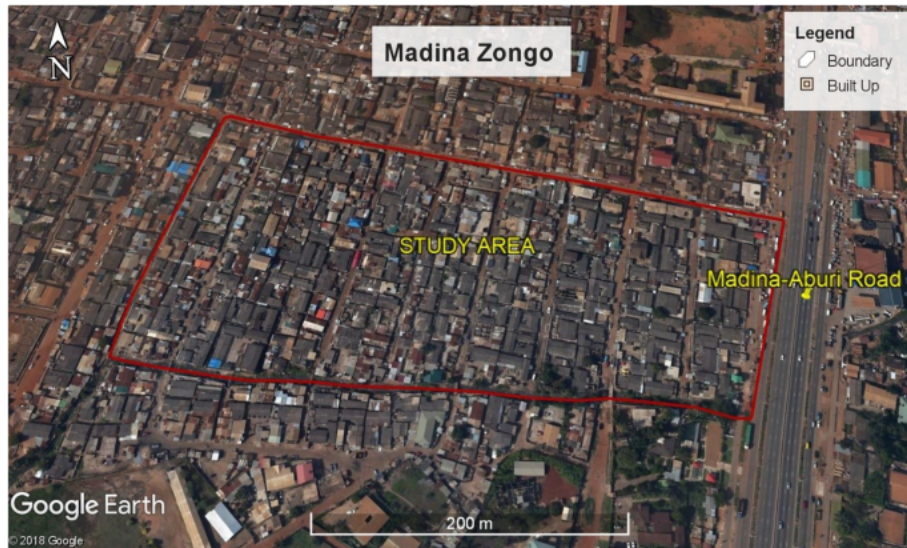 N
Madina Zongo
Legend
Boundary
Built Up
STUDY AREA
Madina-Aburi Road
Google Earth
© 2018 Google
200 m